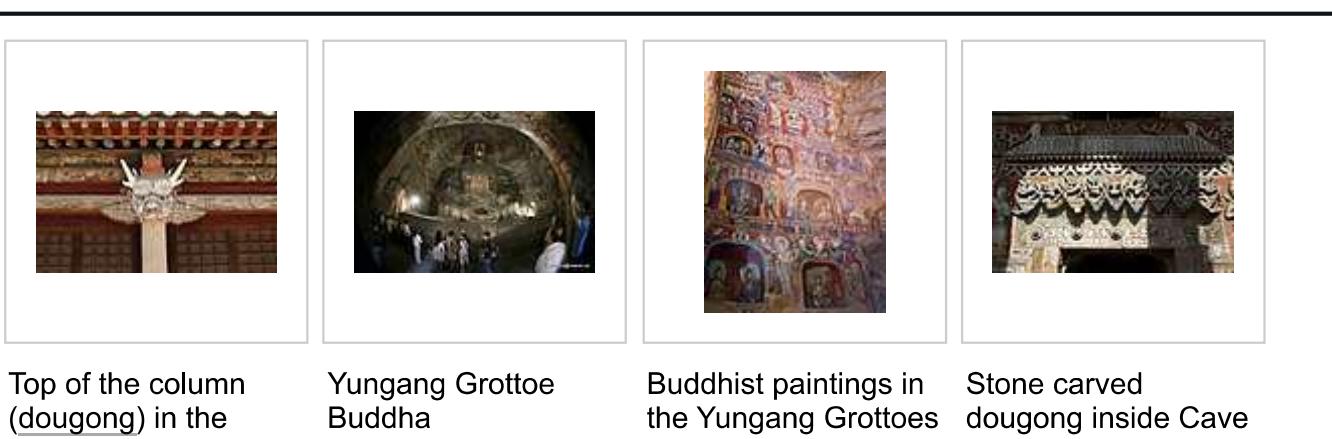 Top of the column
(dougong) in the
Yungang Grottoe
Buddha
Buddhist paintings in
the Yungang Grottoes
Stone carved
dougong inside Cave